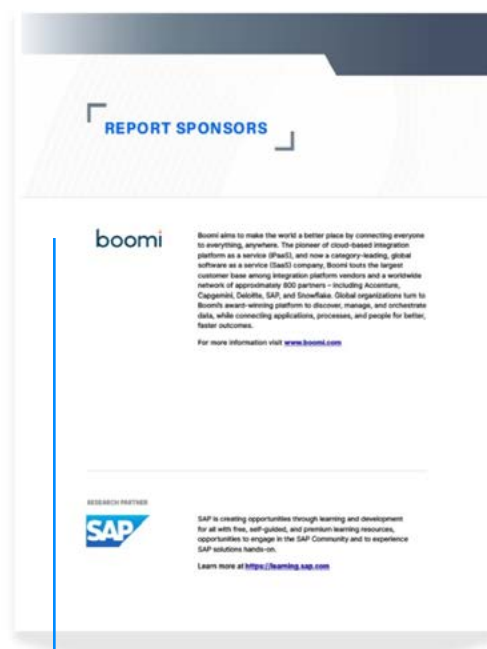 REPORT SPONSORS
boomi
Boomi aims to make the world a better place by connecting everyone
to everything, anywhere. The pioneer of cloud-based integration
platform as a service (iPaaS), and now a category-leading, global
software as a service (SaaS) company, Boomi touts the largest
customer base among integration platform vendors and a worldwide
network of approximately 800 partners – including Accenture,
Capgemini, Deloitte, SAP, and Snowflake. Global organizations turn to
Boomi's award-winning platform to discover, manage, and orchestrate
data, while connecting applications, processes, and people for better,
faster outcomes.
For more information visit www.boomi.com
RESEARCH PARTNER
SAP
SAP is creating opportunities through learning and development
for all with free, self-guided, and premium learning resources,
opportunities to engage in the SAP Community and to experience
SAP solutions hands-on.
Learn more at https://learning.sap.com